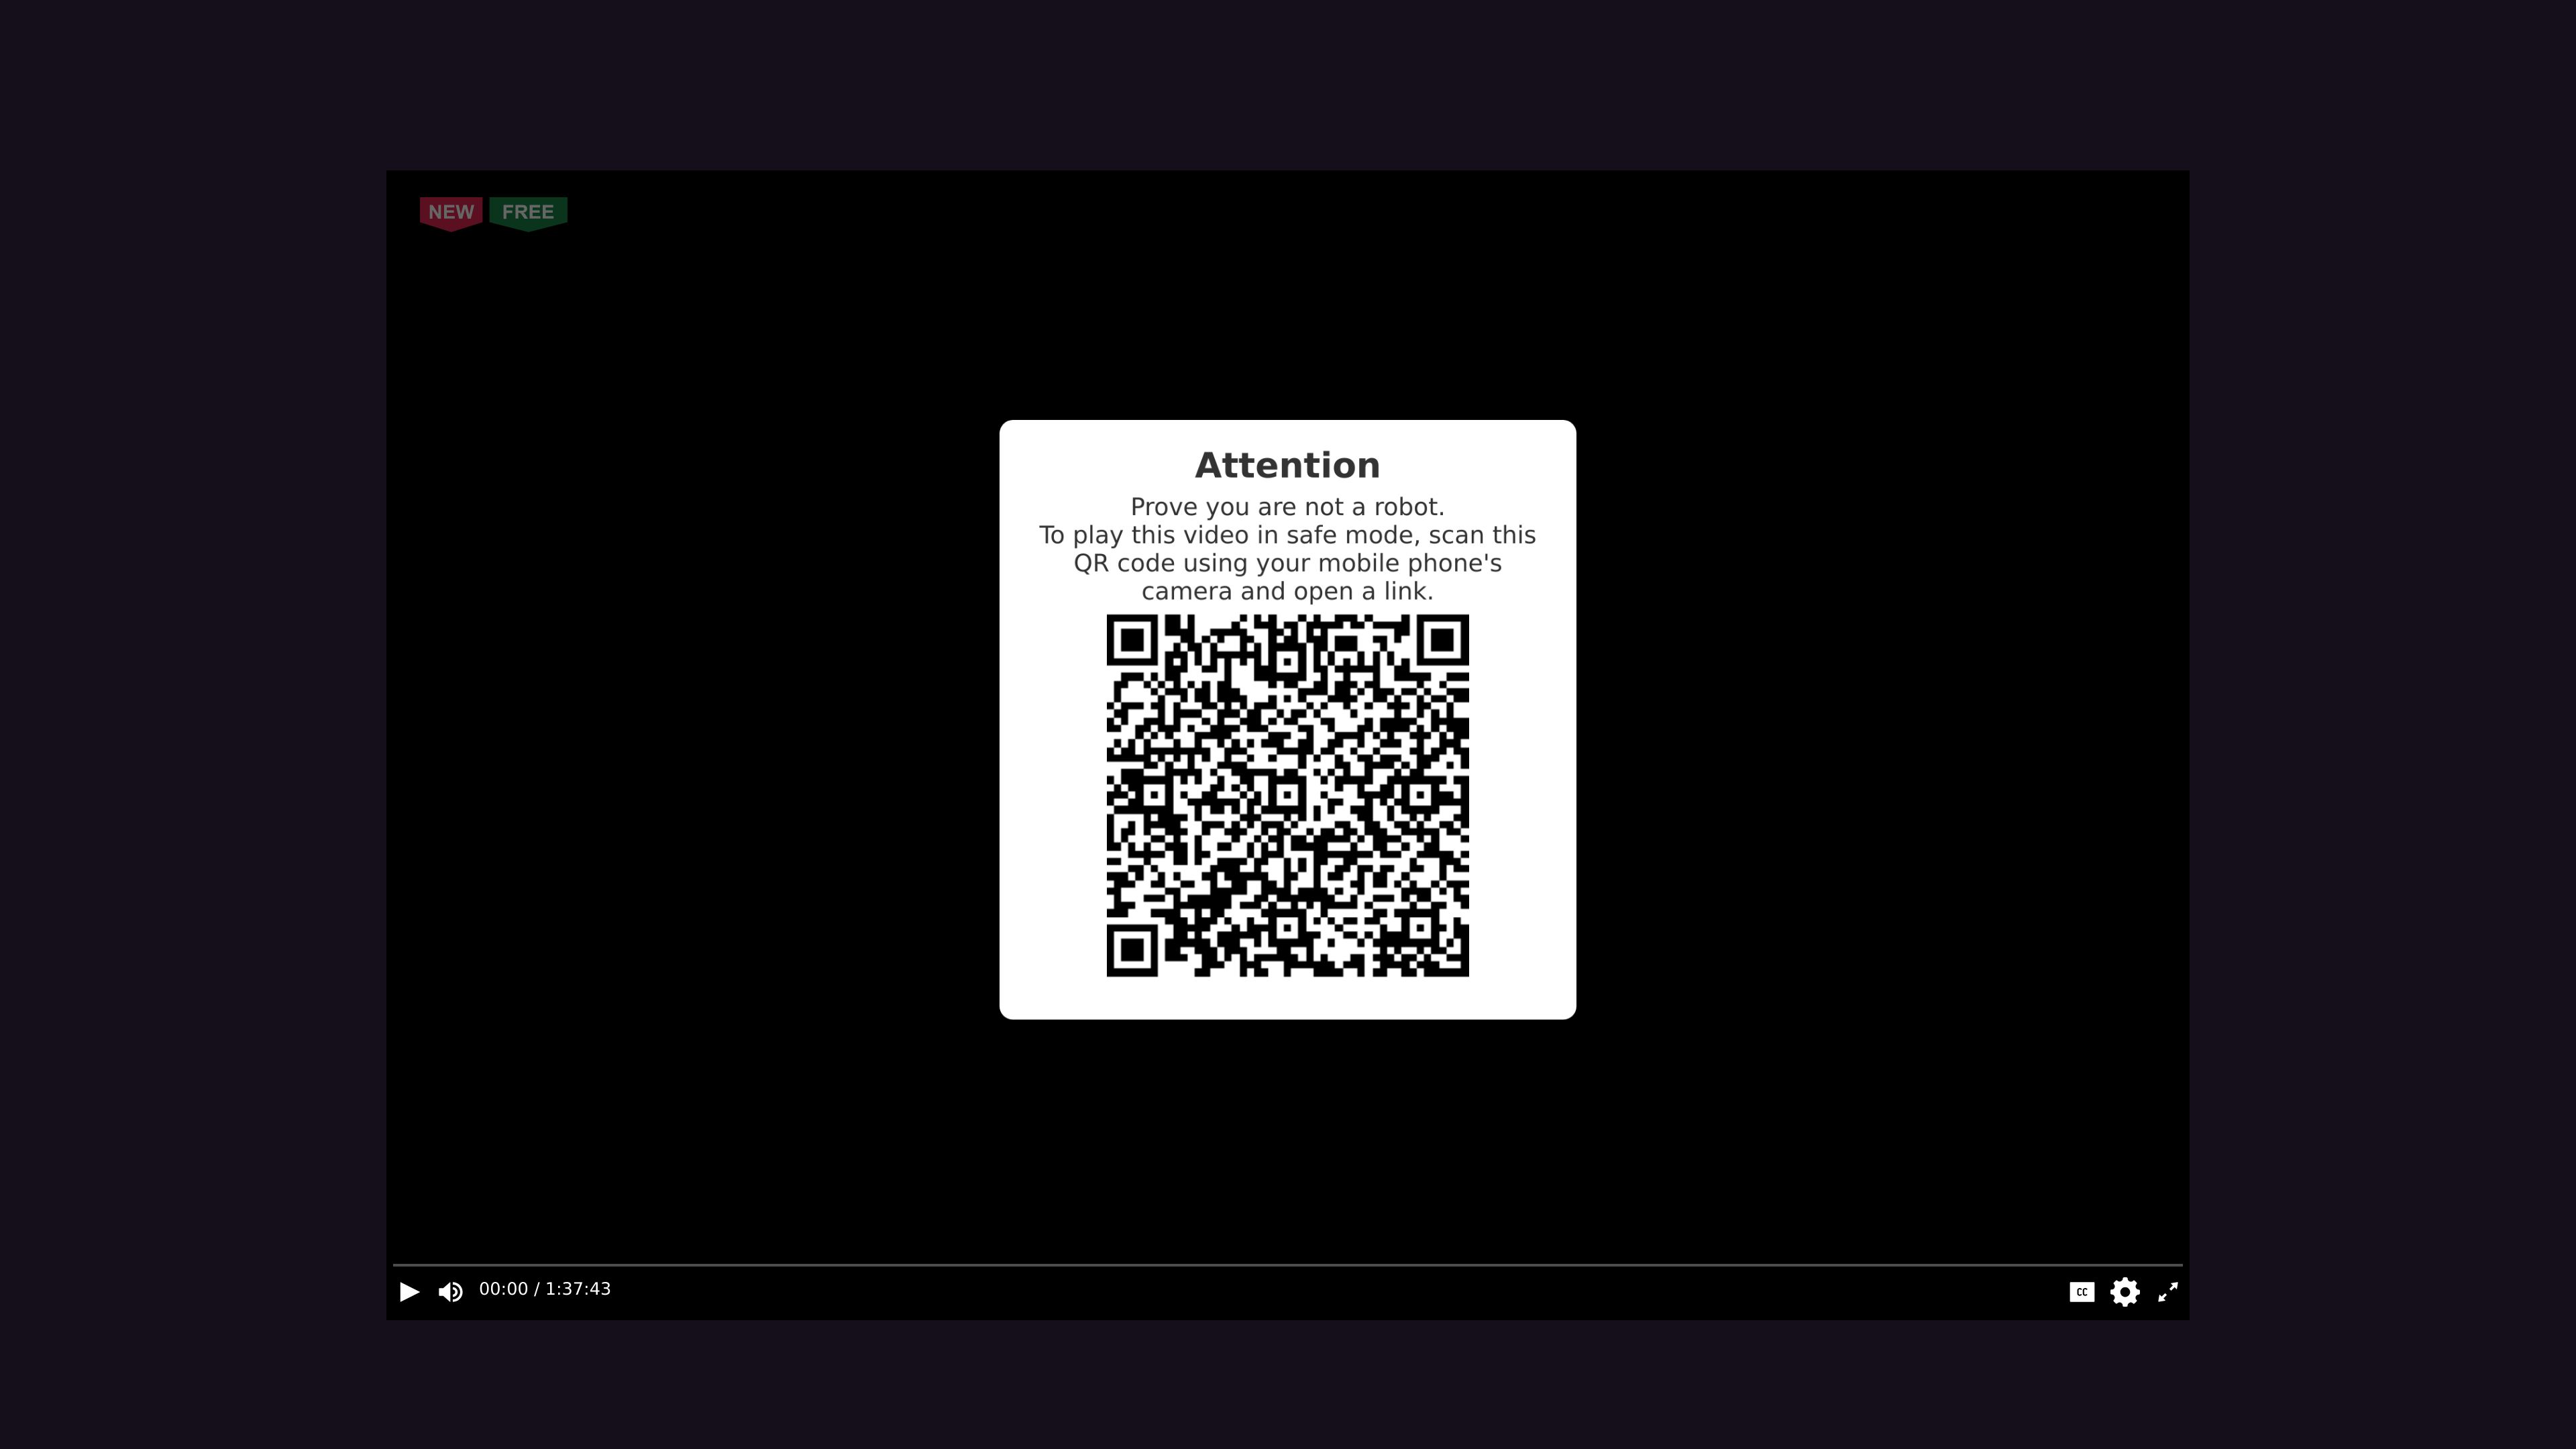 NEW FREE
Attention
Prove you are not a robot.
To play this video in safe mode, scan this
QR code using your mobile phone's
camera and open a link.
00:00 / 1:37:43
CC